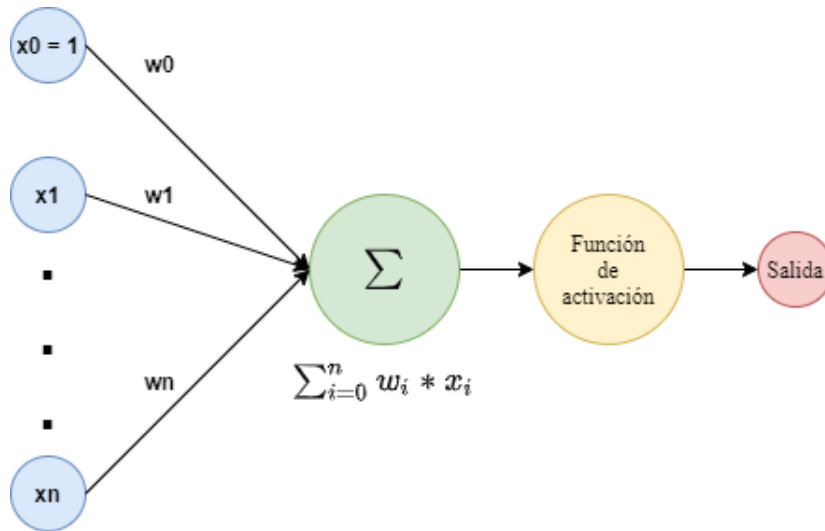 x0 = 1
w0
x1
w1
∑
Función
de
activación
Salida
wn
∑_{i=0}^{n} w_i * x_i
xn